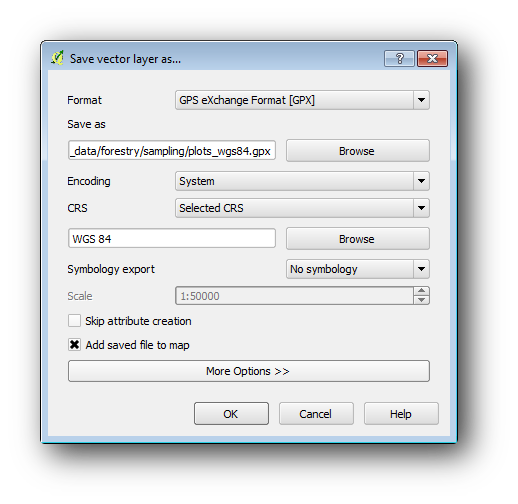 Save vector layer as...
?
Format GPS eXchange Format [GPX]
Save as
_data/forestry/sampling/plots_wgs84.gpx Browse
Encoding System
CRS Selected CRS
WGS 84 Browse
Symbology export No symbology
Scale 1:50000
Skip attribute creation
Add saved file to map
More Options >>
OK Cancel Help